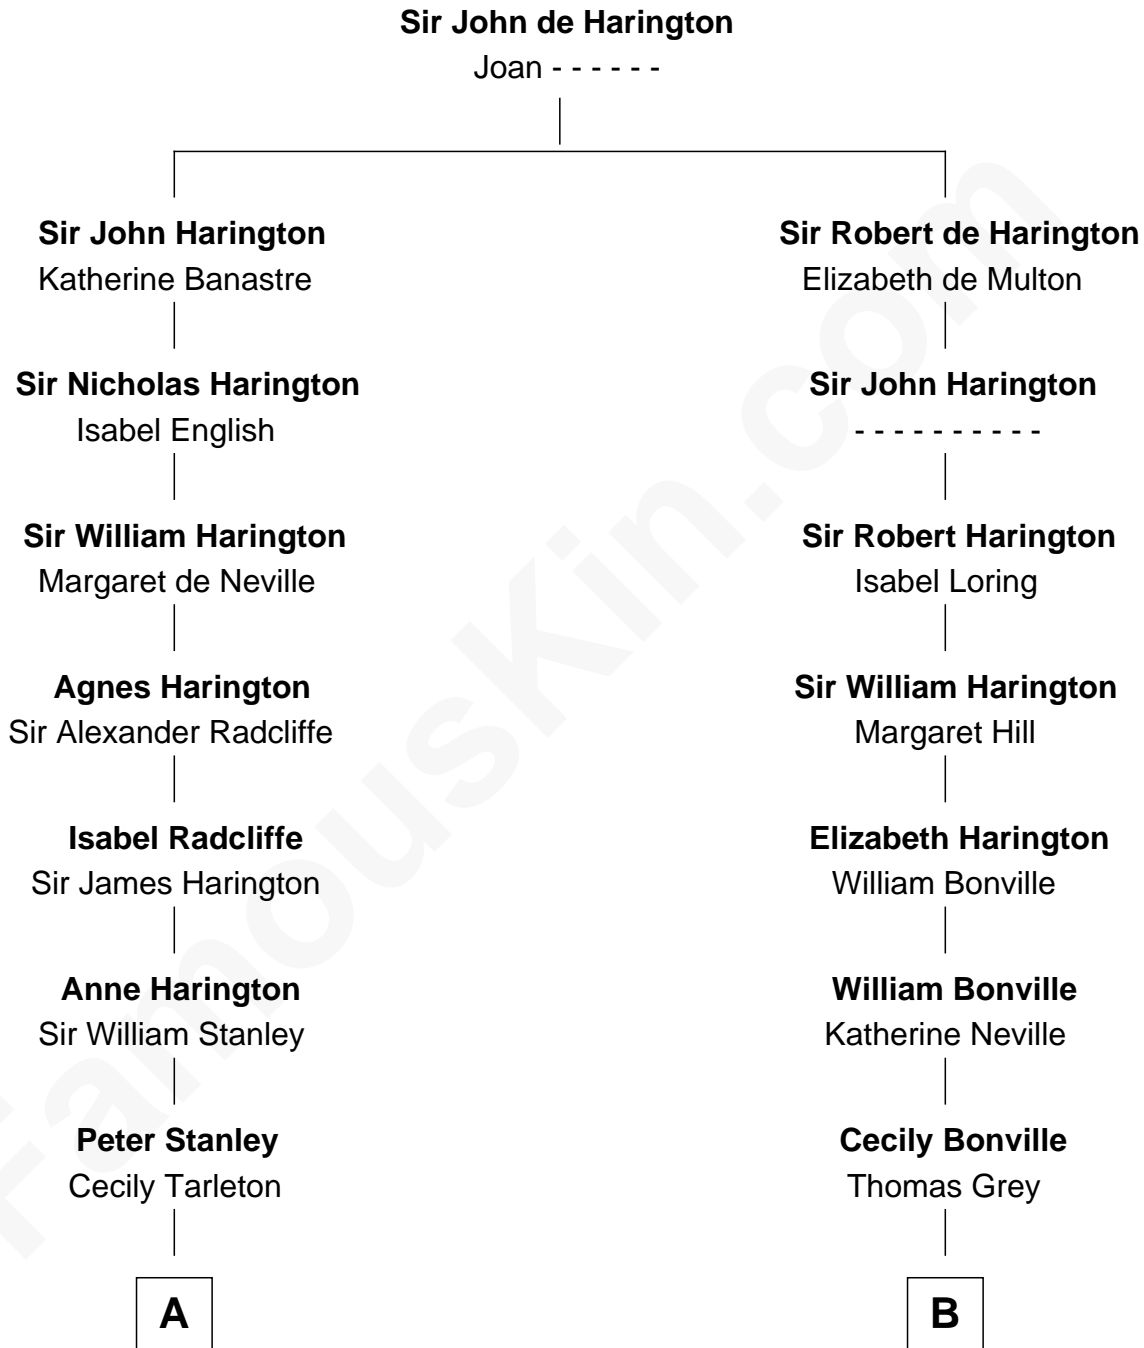 Sir John de Harington
Joan - - - - - -
Sir John Harington
Katherine Banastre
Sir Nicholas Harington
Isabel English
Sir William Harington
Margaret de Neville
Agnes Harington
Sir Alexander Radcliffe
Isabel Radcliffe
Sir James Harington
Anne Harington
Sir William Stanley
Peter Stanley
Cecily Tarleton
A
Sir Robert de Harington
Elizabeth de Multon
Sir John Harington
- - - - - - - - - -
Sir Robert Harington
Isabel Loring
Sir William Harington
Margaret Hill
Elizabeth Harington
William Bonville
William Bonville
Katherine Neville
Cecily Bonville
Thomas Grey
B
FamousKin.com